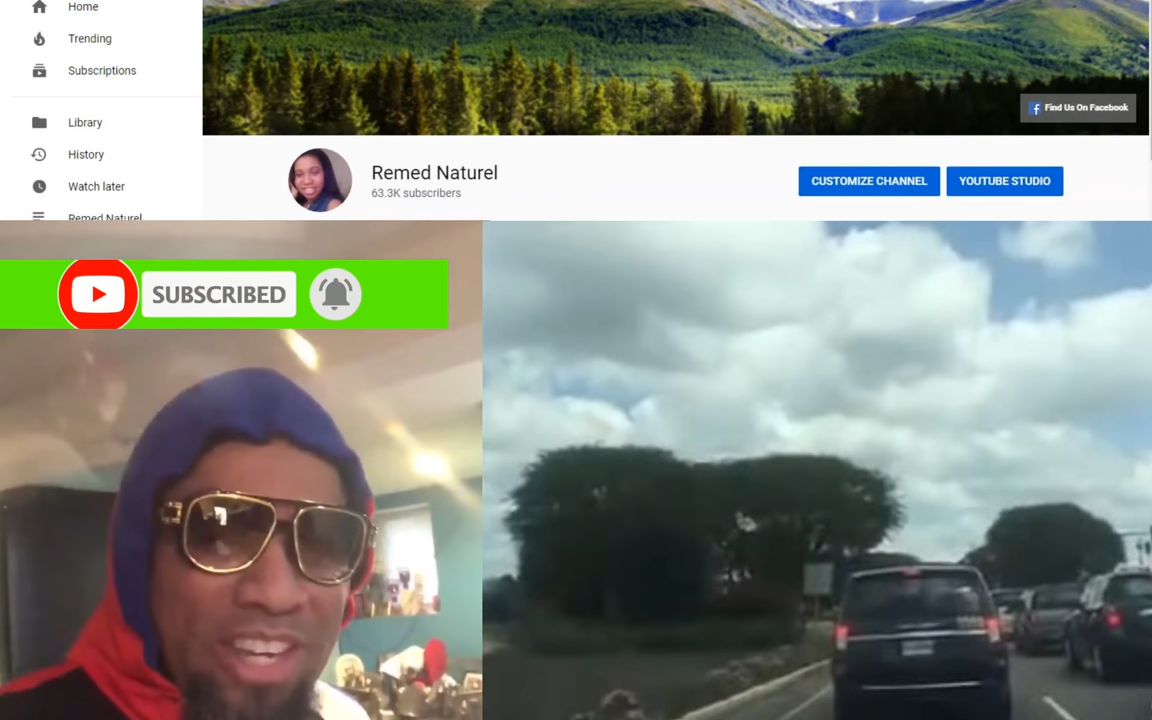 Home
Trending
Subscriptions
Library
History
Watch later
Remed Naturel
Find Us On Facebook
Remed Naturel
63.3K subscribers
CUSTOMIZE CHANNEL
YOUTUBE STUDIO
SUBSCRIBED